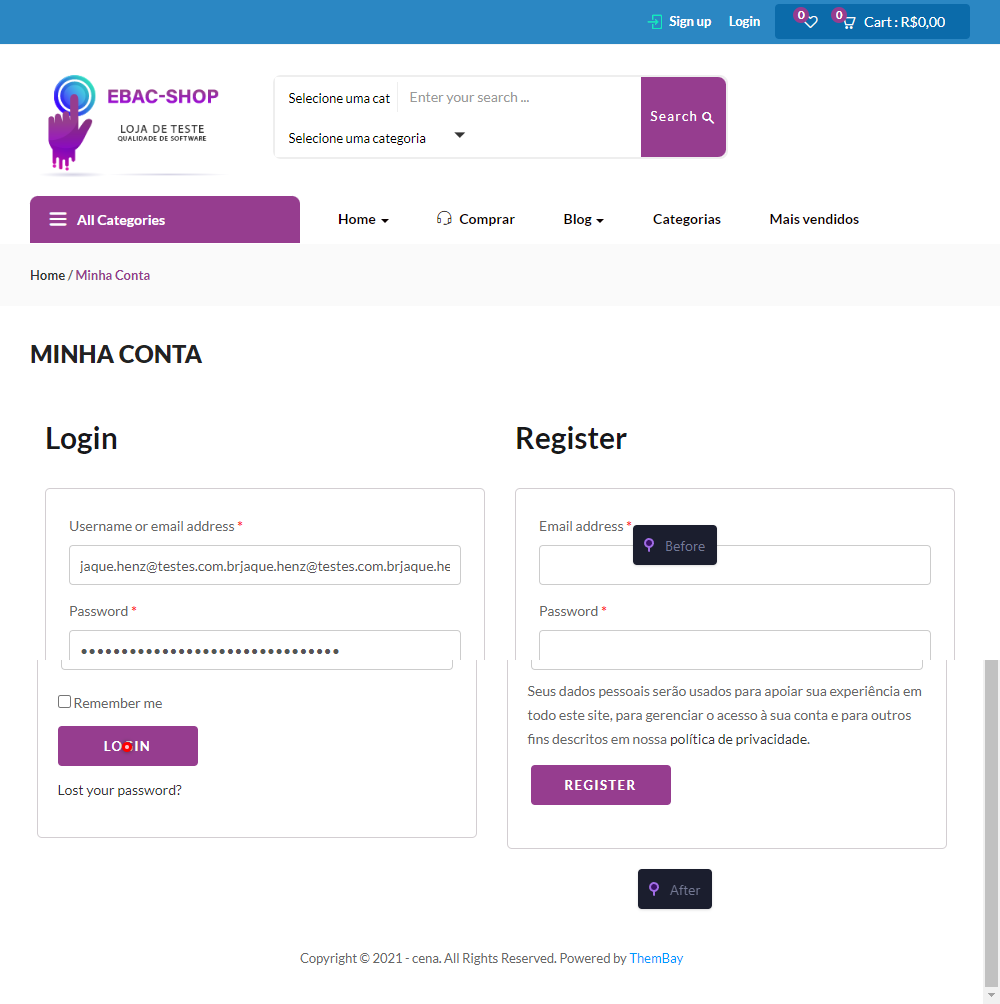 Sign up
Login
0
0
Cart : R$0,00
EBAC-SHOP
LOJA DE TESTE
QUALIDADE DE SOFTWARE
Selecione uma cat
Enter your search ...
Selecione uma categoria
Search
All Categories
Home
Comprar
Blog
Categorias
Mais vendidos
Home / Minha Conta
MINHA CONTA
Login
Username or email address *
jaque.henz@testes.com.brjaque.henz@testes.com.brjaque.he
Password *
••••••••••••••••••••••••••••••••
Remember me
LOGIN
Lost your password?
Register
Email address *
Before
Password *
Seus dados pessoais serão usados para apoiar sua experiência em
todo este site, para gerenciar o acesso à sua conta e para outros
fins descritos em nossa política de privacidade.
REGISTER
After
Copyright © 2021 - cena. All Rights Reserved. Powered by ThemBay